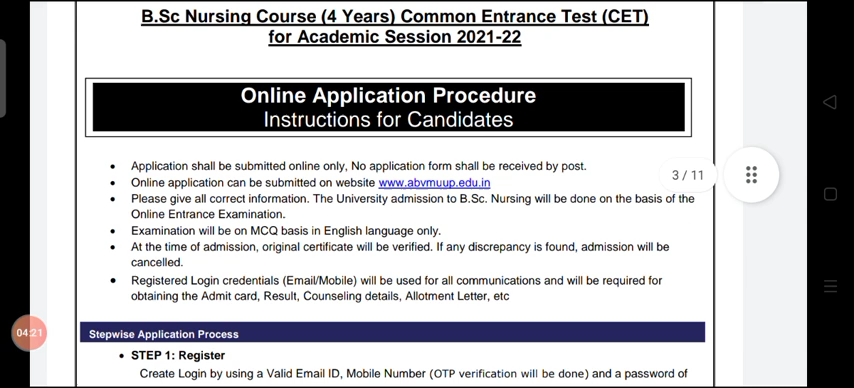 B.Sc Nursing Course (4 Years) Common Entrance Test (CET)
for Academic Session 2021-22
Online Application Procedure
Instructions for Candidates
• Application shall be submitted online only, No application form shall be received by post.
• Online application can be submitted on website www.abvmuup.edu.in
3 / 11
• Please give all correct information. The University admission to B.Sc. Nursing will be done on the basis of the
Online Entrance Examination.
• Examination will be on MCQ basis in English language only.
• At the time of admission, original certificate will be verified. If any discrepancy is found, admission will be
cancelled.
• Registered Login credentials (Email/Mobile) will be used for all communications and will be required for
obtaining the Admit card, Result, Counseling details, Allotment Letter, etc
04:21
Stepwise Application Process
• STEP 1: Register
Create Login by using a Valid Email ID, Mobile Number (OTP verification will be done) and a password of